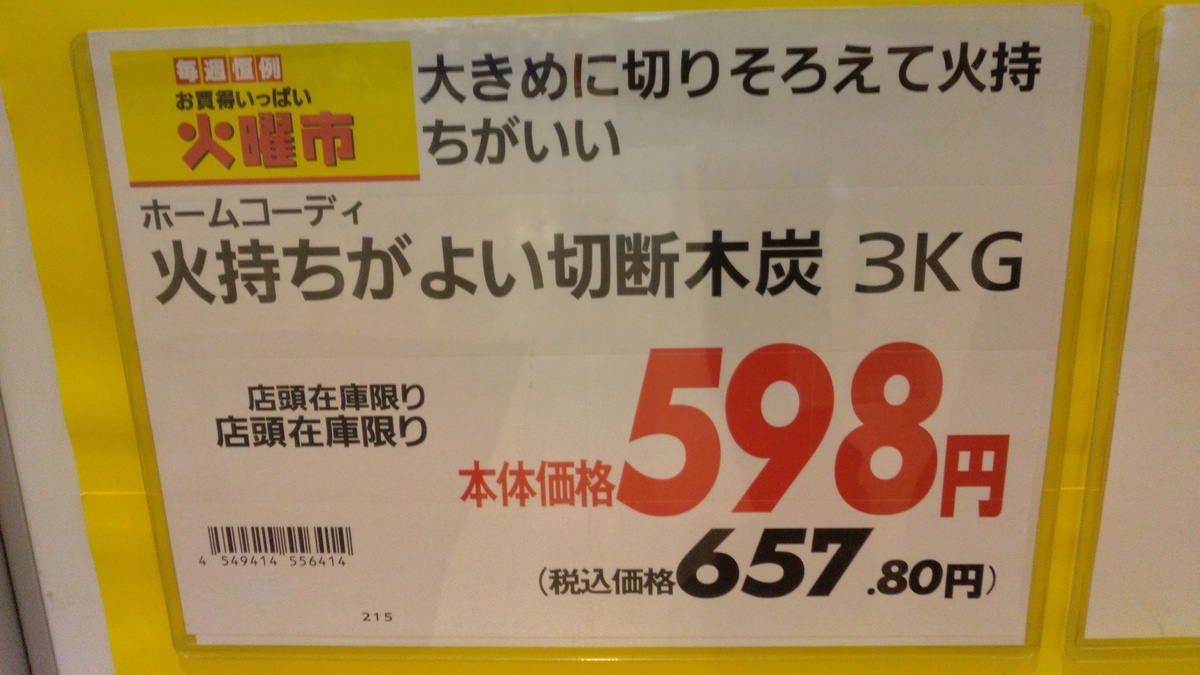 毎週恒例
お買得いっぱい
火曜市
大きめに切りそろえて火持
ちがいい
ホームコーディ
火持ちがよい切断木炭 3KG
店頭在庫限り
店頭在庫限り
本体価格598円
(税込価格657.80円)
4 549414 556414
215